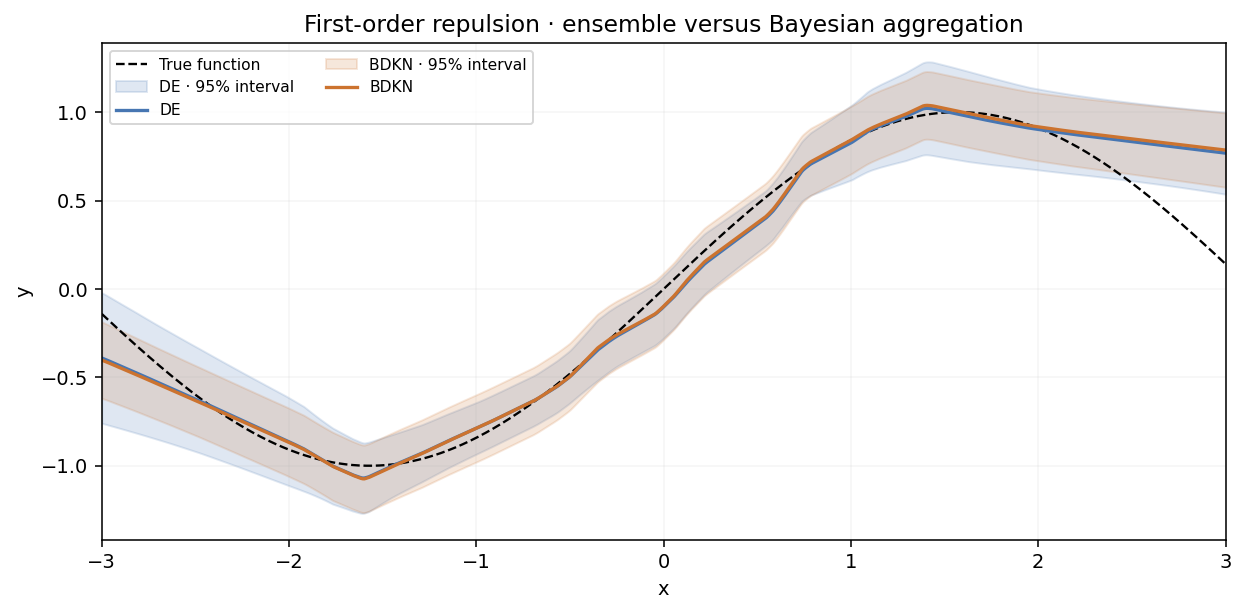 First-order repulsion · ensemble versus Bayesian aggregation
True function
DE · 95% interval
DE
BDKN · 95% interval
BDKN
y
1.0
0.5
0.0
−0.5
−1.0
−3 −2 −1 0 1 2 3
x